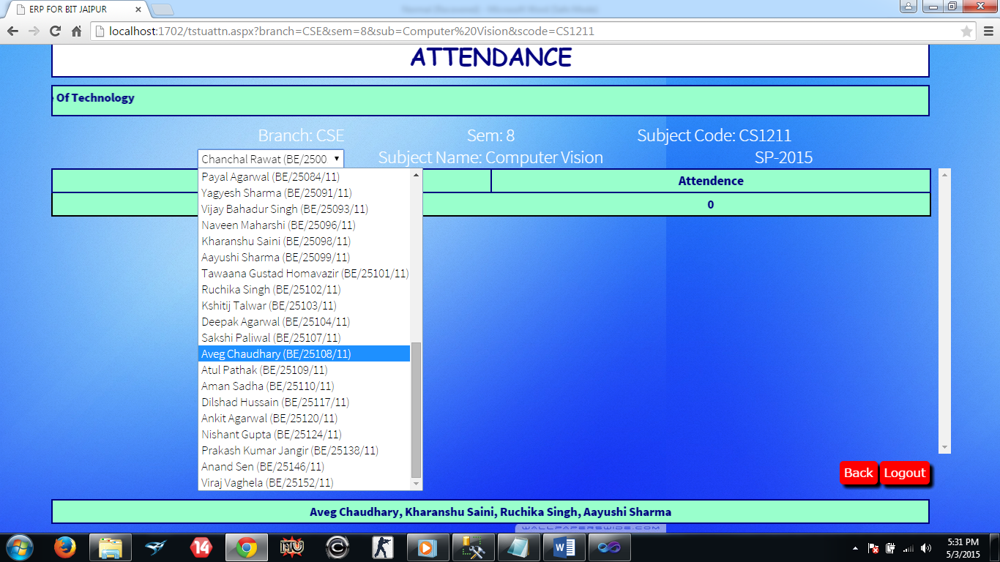 ERP FOR BIT JAIPUR
localhost:1702/tstuattn.aspx?branch=CSE&sem=8&sub=Computer%20Vision&scode=CS1211
ATTENDANCE
Of Technology
Branch: CSE Sem: 8 Subject Code: CS1211
Chanchal Rawat (BE/2500 Subject Name: Computer Vision SP-2015
Attendence
0
Payal Agarwal (BE/25084/11)
Yagyesh Sharma (BE/25091/11)
Vijay Bahadur Singh (BE/25093/11)
Naveen Maharshi (BE/25096/11)
Kharanshu Saini (BE/25098/11)
Aayushi Sharma (BE/25099/11)
Tawaana Gustad Homavazir (BE/25101/11)
Ruchika Singh (BE/25102/11)
Kshitij Talwar (BE/25103/11)
Deepak Agarwal (BE/25104/11)
Sakshi Paliwal (BE/25107/11)
Aveg Chaudhary (BE/25108/11)
Atul Pathak (BE/25109/11)
Aman Sadha (BE/25110/11)
Dilshad Hussain (BE/25117/11)
Ankit Agarwal (BE/25120/11)
Nishant Gupta (BE/25124/11)
Prakash Kumar Jangir (BE/25138/11)
Anand Sen (BE/25146/11)
Viraj Vaghela (BE/25152/11)
Back Logout
Aveg Chaudhary, Kharanshu Saini, Ruchika Singh, Aayushi Sharma
WALLPAPERSWIDE.COM
14
MU
5:31 PM
5/3/2015